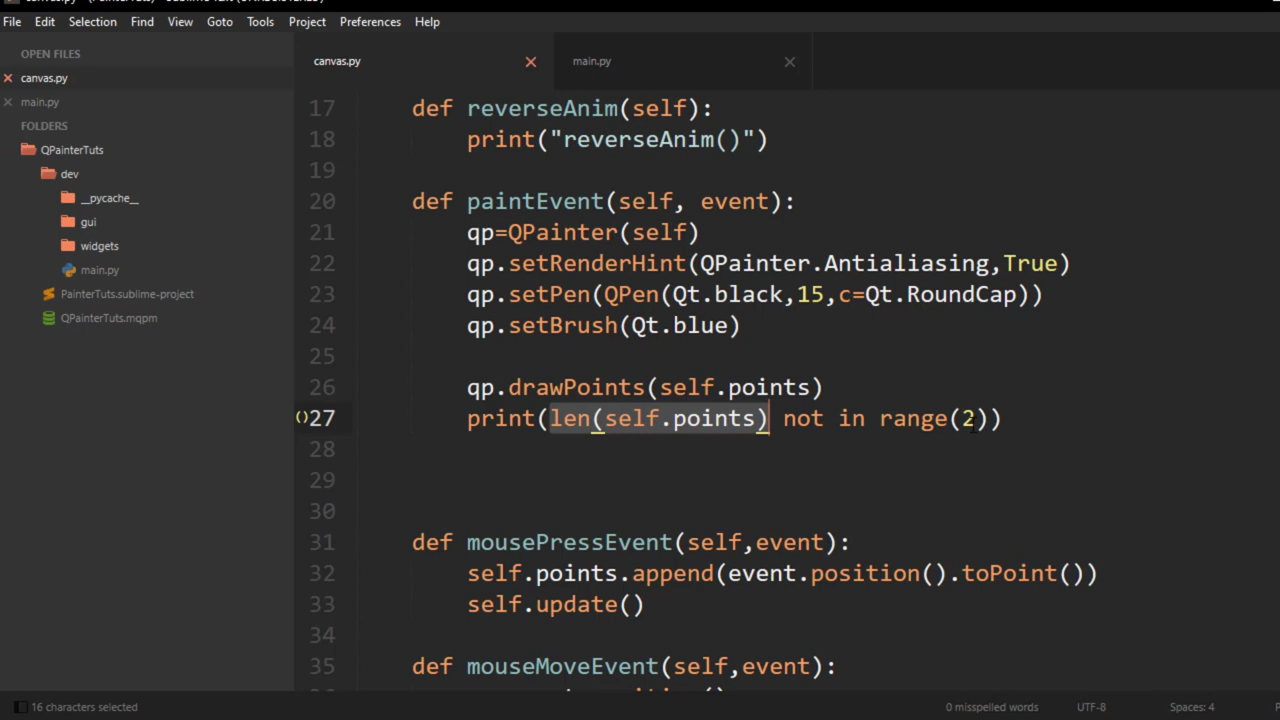 File Edit Selection Find View Goto Tools Project Preferences Help
OPEN FILES
canvas.py
main.py
FOLDERS
QPainterTuts
dev
__pycache__
gui
widgets
main.py
PainterTuts.sublime-project
QPainterTuts.mqpm
canvas.py main.py
17 def reverseAnim(self):
18 print("reverseAnim()")
19
20 def paintEvent(self, event):
21 qp=QPainter(self)
22 qp.setRenderHint(QPainter.Antialiasing,True)
23 qp.setPen(QPen(Qt.black,15,c=Qt.RoundCap))
24 qp.setBrush(Qt.blue)
25
26 qp.drawPoints(self.points)
()27 print(len(self.points) not in range(2))
28
29
30
31 def mousePressEvent(self,event):
32 self.points.append(event.position().toPoint())
33 self.update()
34
35 def mouseMoveEvent(self,event):
16 characters selected 0 misspelled words UTF-8 Spaces: 4